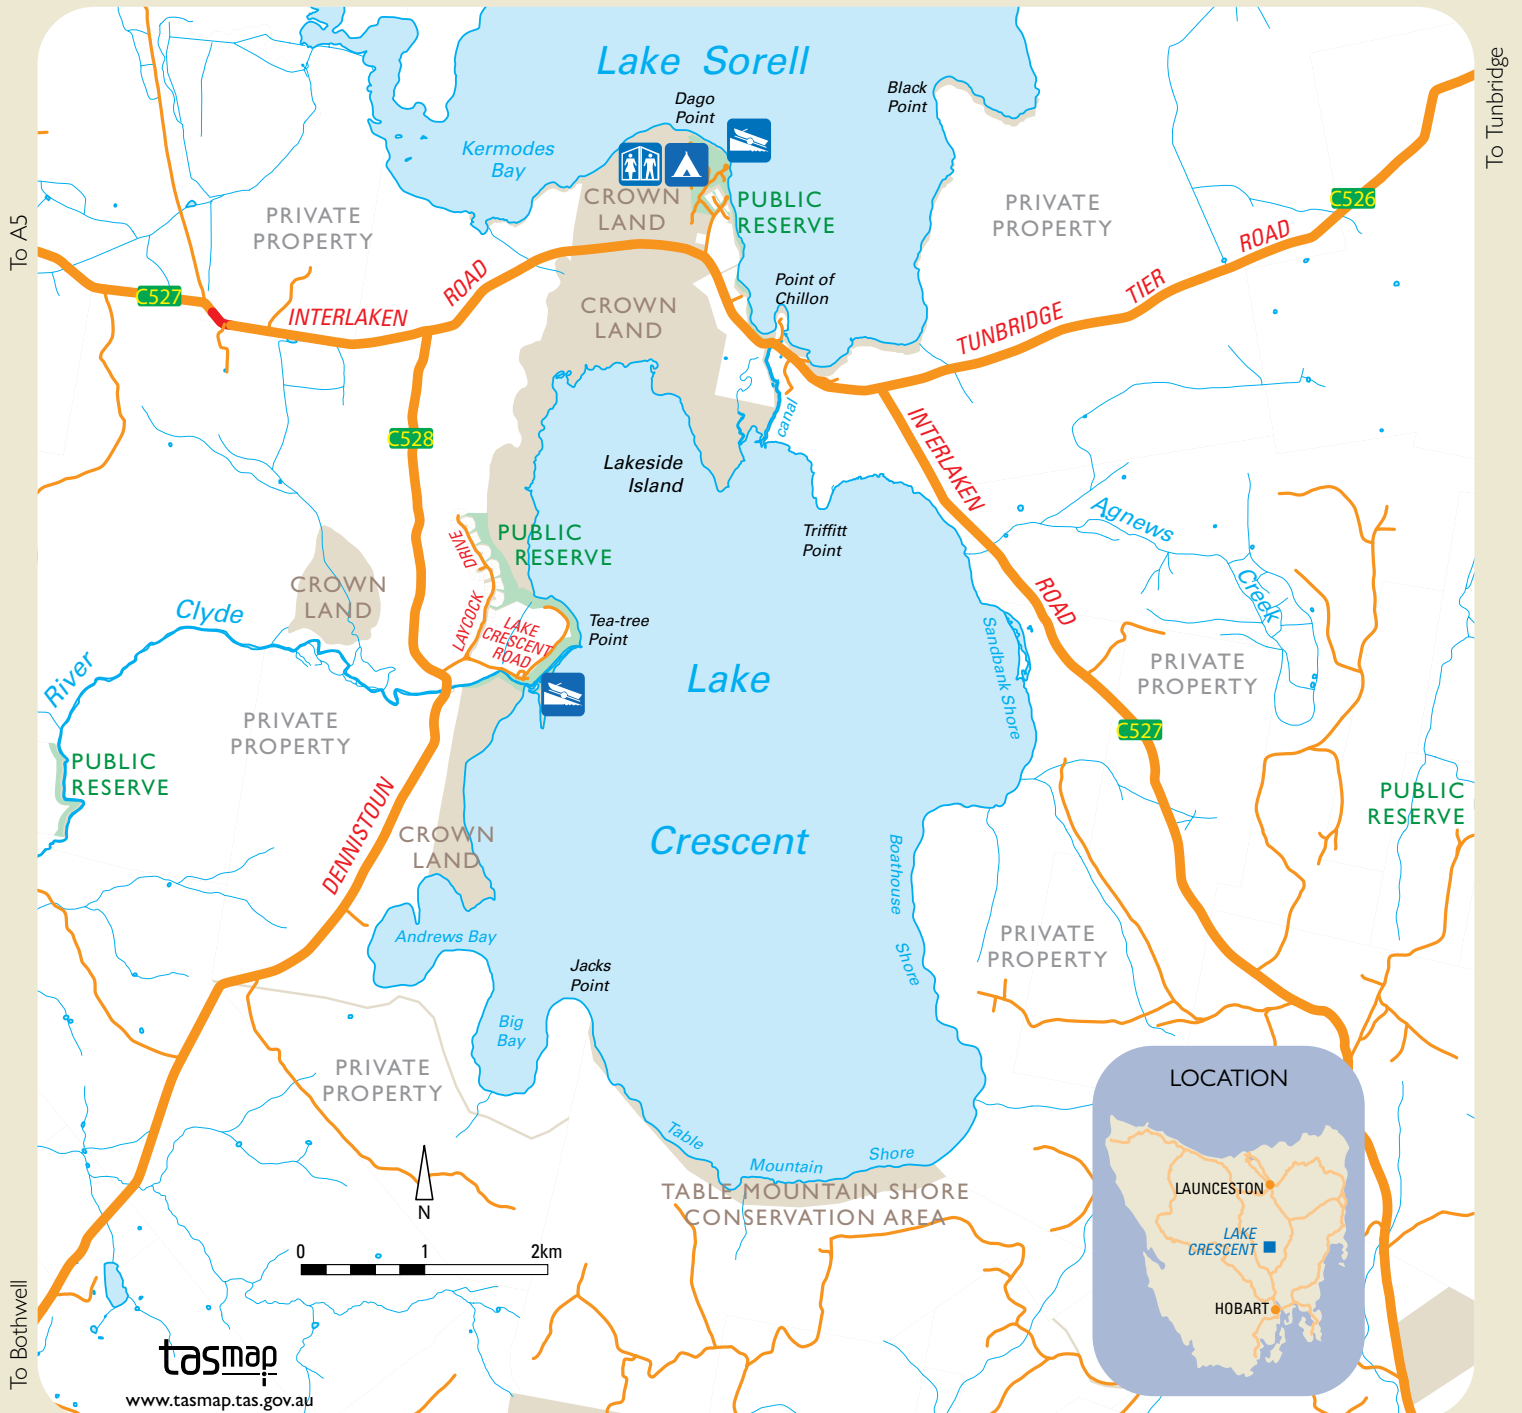 Lake Sorell
Dago
Point
Black
Point
To Tunbridge
Kermodes
Bay
CROWN
LAND
PUBLIC
RESERVE
PRIVATE
PROPERTY
PRIVATE
PROPERTY
C526
To A5
C527
INTERLAKEN
ROAD
CROWN
LAND
Point of
Chillon
TUNBRIDGE
TIER
ROAD
C528
canal
INTERLAKEN
ROAD
Lakeside
Island
Triffitt
Point
Agnews
Creek
PUBLIC
RESERVE
DRIVE
LAYCOCK
LAKE
CRESCENT
ROAD
Tea-tree
Point
CROWN
LAND
Clyde
River
Sandbank Shore
PRIVATE
PROPERTY
Lake
Crescent
C527
PRIVATE
PROPERTY
PUBLIC
RESERVE
PUBLIC
RESERVE
DENNISTOUN
CROWN
LAND
Boathouse
Shore
PRIVATE
PROPERTY
Andrews Bay
Jacks
Point
Big
Bay
PRIVATE
PROPERTY
Table
Mountain
Shore
TABLE MOUNTAIN SHORE
CONSERVATION AREA
N
0 1 2km
LOCATION
LAUNCESTON
LAKE
CRESCENT
HOBART
To Bothwell
tasmap
www.tasmap.tas.gov.au